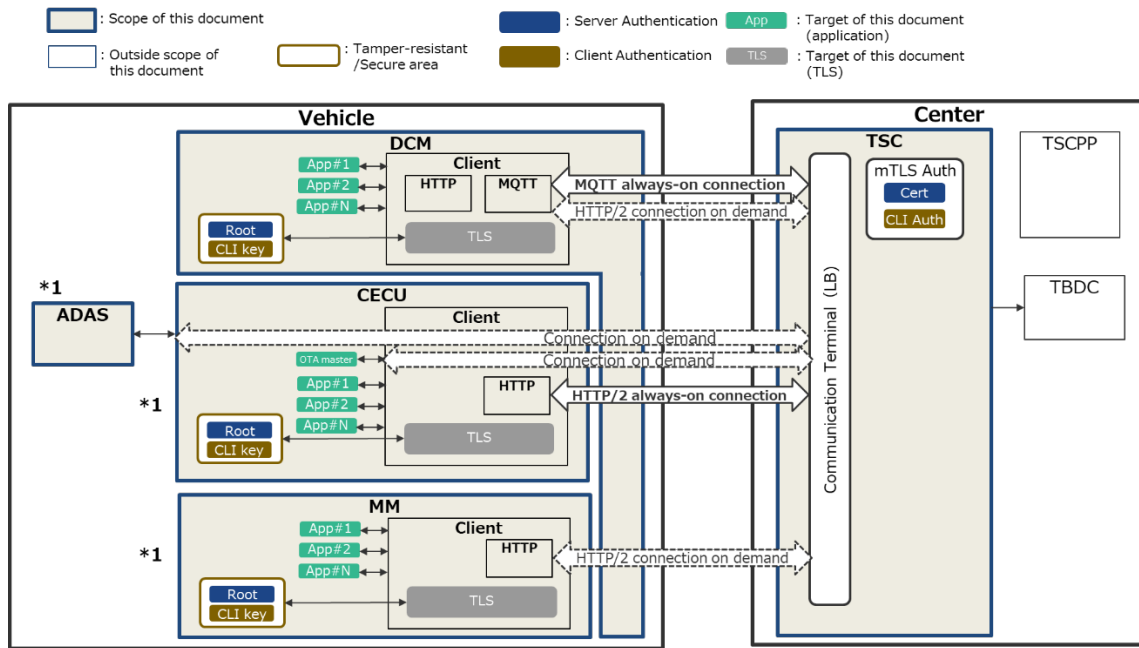 : Scope of this document
: Server Authentication
App
: Target of this document
(application)
: Outside scope of
this document
: Tamper-resistant
/Secure area
: Client Authentication
TLS
: Target of this document
(TLS)
Vehicle
Center
DCM
TSC
TSCPP
Client
App#1
App#2
App#N
HTTP
MQTT
MQTT always-on connection
HTTP/2 connection on demand
mTLS Auth
Cert
CLI Auth
Root
CLI key
TLS
*1
ADAS
CECU
Client
TBDC
Connection on demand
Connection on demand
OTA master
App#1
App#2
App#N
HTTP
HTTP/2 always-on connection
*1
Root
CLI key
TLS
Communication Terminal (LB)
MM
Client
App#1
App#2
App#N
HTTP
HTTP/2 connection on demand
*1
Root
CLI key
TLS